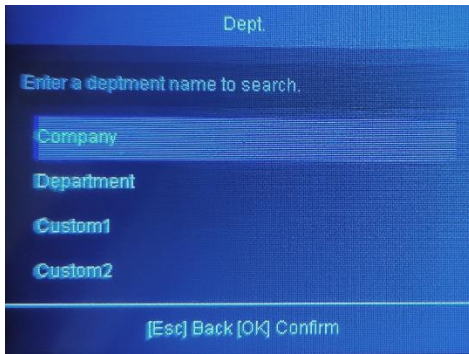 Dept.
Enter a deptment name to search.
Company
Department
Custom1
Custom2
[Esc] Back [OK] Confirm